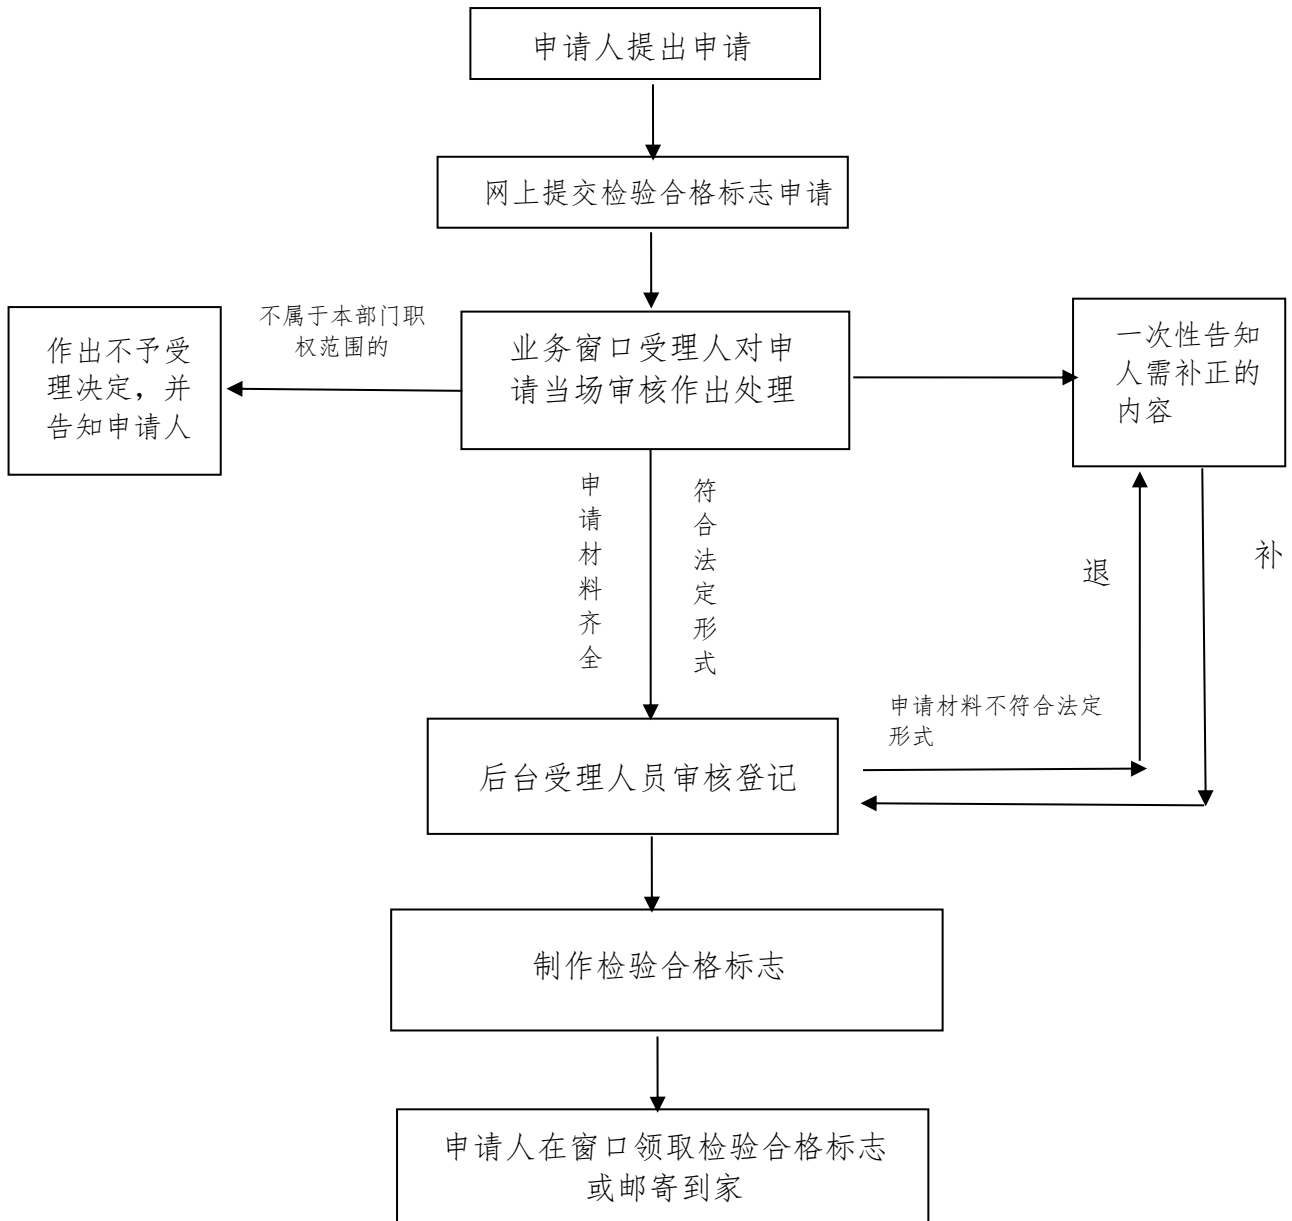 申请人提出申请
网上提交检验合格标志申请
不属于本部门职
权范围的
作出不予受
理决定，并
告知申请人
业务窗口受理人对申
请当场审核作出处理
一次性告知
人需补正的
内容
申请材料齐全
符合法定形式
退
补
申请材料不符合法定
形式
后台受理人员审核登记
制作检验合格标志
申请人在窗口领取检验合格标志
或邮寄到家